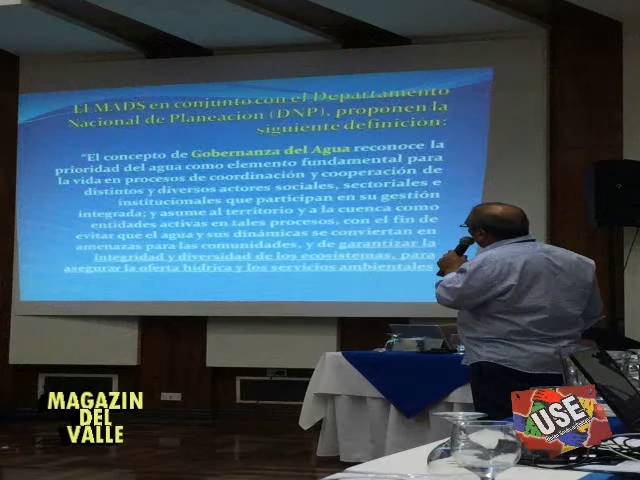 El MADS en conjunto con el Departamento
Nacional de Planeación (DNP), proponen la
siguiente definición:
"El concepto de Gobernanza del Agua reconoce la
prioridad del agua como elemento fundamental para
la vida en procesos de coordinación y cooperación de
distintos y diversos actores sociales, sectoriales e
institucionales que participan en su gestión
integrada; y asume al territorio y a la cuenca como
entidades activas en tales procesos, con el fin de
evitar que el agua y sus dinámicas se conviertan en
amenazas para las comunidades, y de garantizar la
integridad y diversidad de los ecosistemas, para
asegurar la oferta hídrica y los servicios ambientales
MAGAZIN
DEL
VALLE
USE